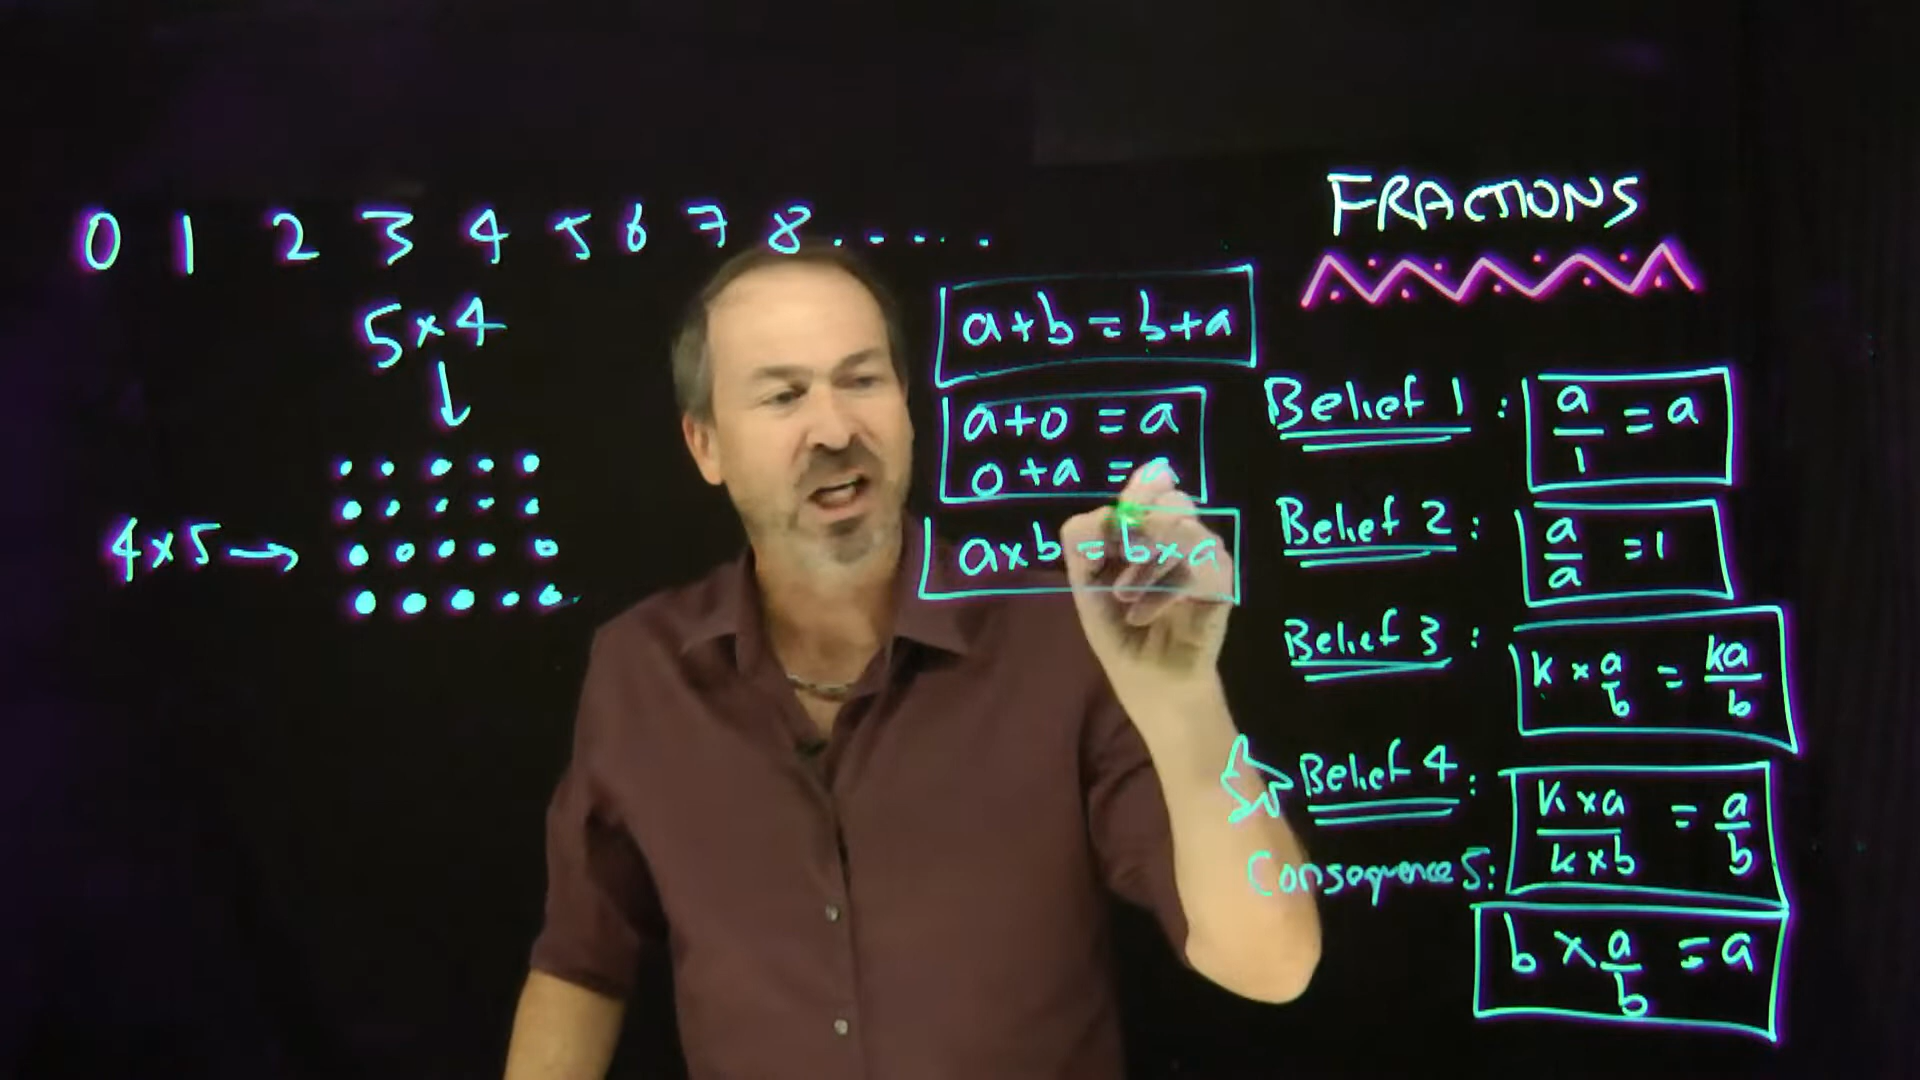 0 1 2 3 4 5 6 7 8.....
5×4
4×5→
a+b=b+a
a+0=a
0+a=a
a×b=b×a
FRACTIONS
Belief 1: a/1=a
Belief 2: a/a=1
Belief 3: k×a/b=ka/b
Belief 4: k×a/k×b=a/b
Consequence 5:
b×a/b=a